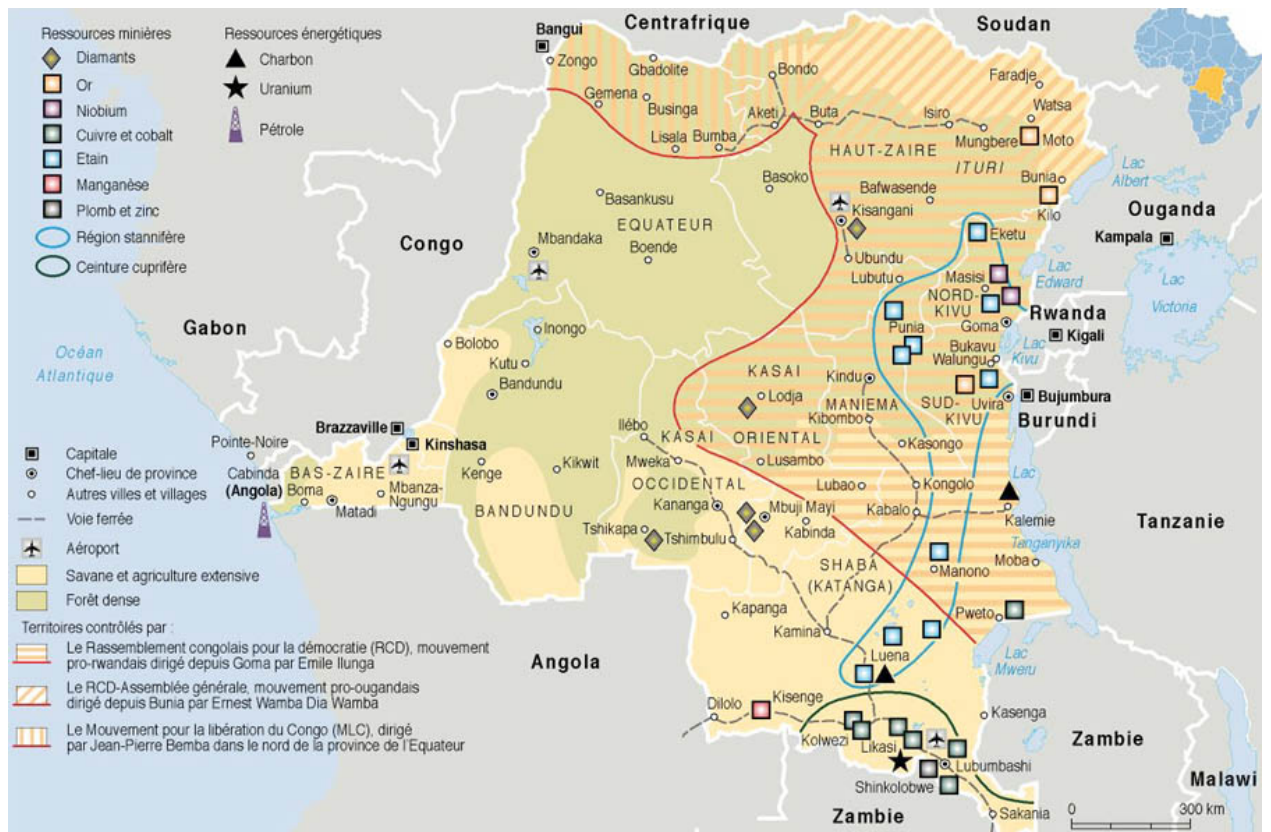 Ressources minières
Diamants
Or
Niobium
Cuivre et cobalt
Etain
Manganèse
Plomb et zinc
Région stannifère
Ceinture cuprifère
Ressources énergétiques
Charbon
Uranium
Pétrole
Centrafrique
Soudan
Bangui
Zongo
Gbadolite
Bondo
Faradje
Gemena
Businga
Watsa
Aketi
Buta
Isiro
Lisala
Bumba
Mungbere
Moto
HAUT-ZAIRE
ITURI
Lac
Albert
Basoko
Bafwasende
Bunia
Basankusu
Kisangani
Kilo
Ouganda
EQUATEUR
Congo
Mbandaka
Boende
Eketu
Kampala
Ubundu
Lubutu
Masisi
Lac
Edward
Lac
Victoria
NORD-
KIVU
Rwanda
Gabon
Inongo
Punia
Goma
Kigali
Bolobo
Bukavu
Lac
Kivu
Océan
Atlantique
Kutu
Walungu
KASAI
Kindu
Bandundu
Lodja
MANIEMA
SUD-
KIVU
Uvira
Bujumbura
Kibombo
Burundi
Brazzaville
Ilébo
KASAI
ORIENTAL
Pointe-Noire
Kinshasa
Kasongo
Cabinda
(Angola)
BAS-ZAIRE
Kenge
Kikwit
Mweka
Lusambo
Lac
Boma
Mbanza-
Ngungu
OCCIDENTAL
Lubao
Kongolo
Matadi
BANDUNDU
Kananga
Mbuji Mayi
Kabalo
Kalemie
Tanzanie
Tshikapa
Tshimbulu
Kabinda
Tanganyika
SHABA
(KATANGA)
Manono
Moba
Kapanga
Pweto
Kamina
Angola
Luena
Lac
Mweru
Dilolo
Kisenge
Kasenga
Kolwezi
Likasi
Zambie
Lubumbashi
Malawi
Shinkolobwe
Zambie
Sakania
0
300 km
Capitale
Chef-lieu de province
Autres villes et villages
Voie ferrée
Aéroport
Savane et agriculture extensive
Forêt dense
Territoires contrôlés par :
Le Rassemblement congolais pour la démocratie (RCD), mouvement
pro-rwandais dirigé depuis Goma par Emile Ilunga
Le RCD-Assemblée générale, mouvement pro-ougandais
dirigé depuis Bunia par Ernest Wamba Dia Wamba
Le Mouvement pour la libération du Congo (MLC), dirigé
par Jean-Pierre Bemba dans le nord de la province de l'Equateur